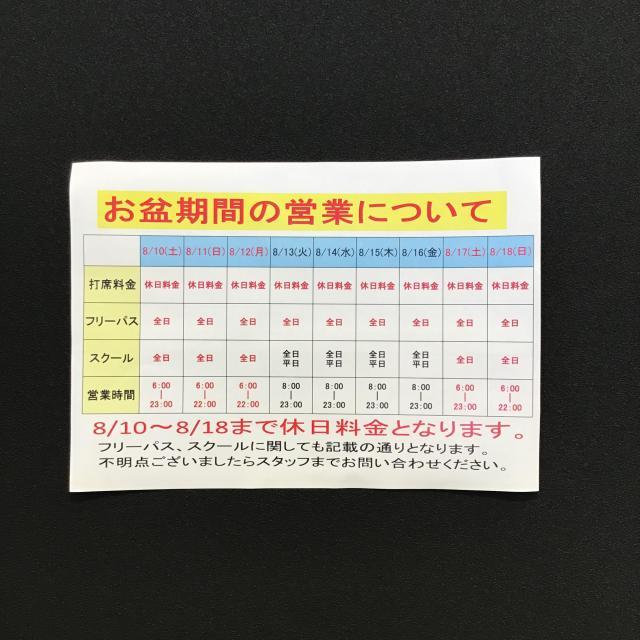 お盆期間の営業について
8/10(土) 8/11(日) 8/12(月) 8/13(火) 8/14(水) 8/15(木) 8/16(金) 8/17(土) 8/18(日)
打席料金 休日料金 休日料金 休日料金 休日料金 休日料金 休日料金 休日料金 休日料金 休日料金
フリーパス 全日 全日 全日 全日 全日 全日 全日 全日 全日
スクール 全日 全日 全日 全日平日 全日平日 全日平日 全日平日 全日 全日
営業時間 6:00|23:00 6:00|22:00 6:00|22:00 8:00|23:00 8:00|23:00 8:00|23:00 8:00|23:00 6:00|23:00 6:00|22:00
8/10～8/18まで休日料金となります。
フリーパス、スクールに関しても記載の通りとなります。
不明点ございましたらスタッフまでお問い合わせください。